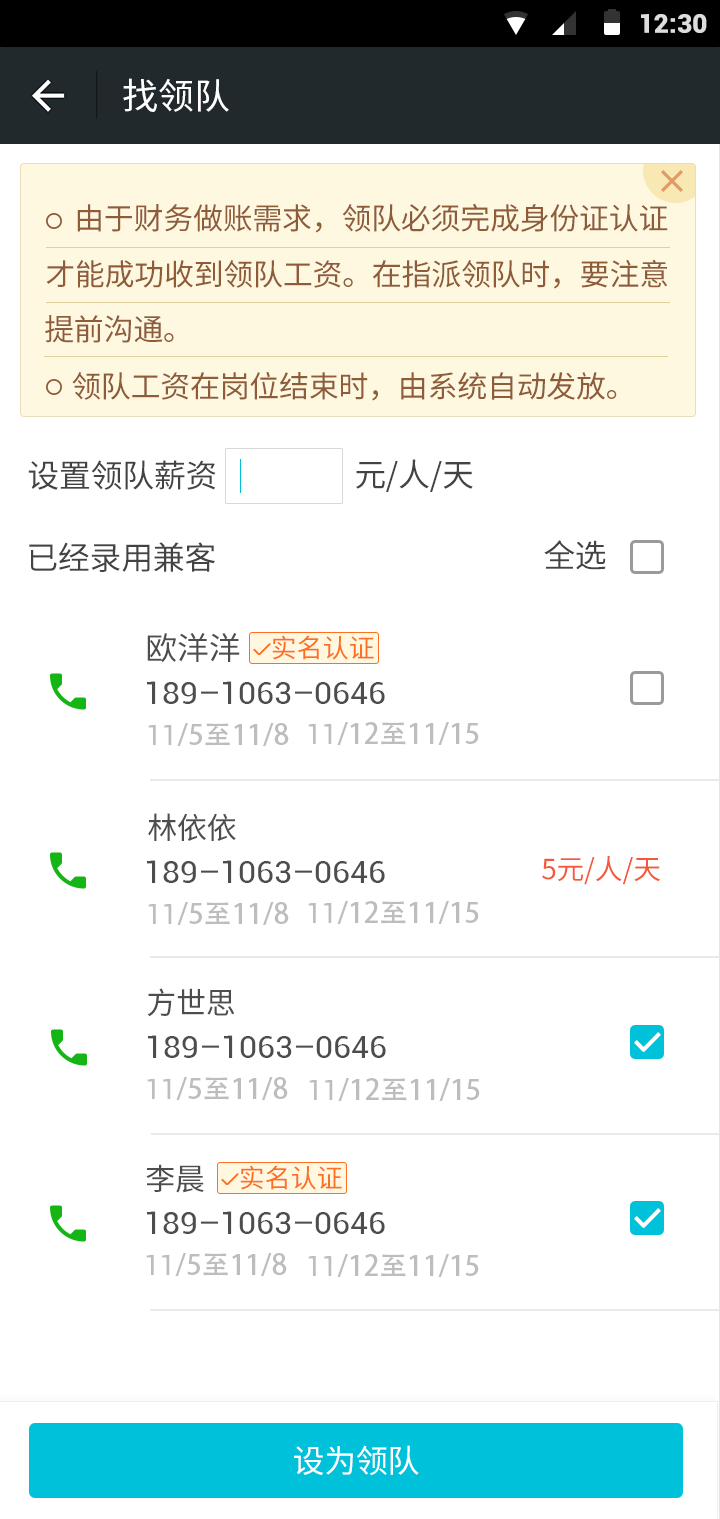 12:30
找领队
由于财务做账需求，领队必须完成身份证认证
才能成功收到领队工资。在指派领队时，要注意
提前沟通。
领队工资在岗位结束时，由系统自动发放。
设置领队薪资 元/人/天
已经录用兼客 全选
欧洋洋 实名认证
189-1063-0646
11/5至11/8 11/12至11/15
林依依
189-1063-0646
5元/人/天
11/5至11/8 11/12至11/15
方世思
189-1063-0646
11/5至11/8 11/12至11/15
李晨 实名认证
189-1063-0646
11/5至11/8 11/12至11/15
设为领队